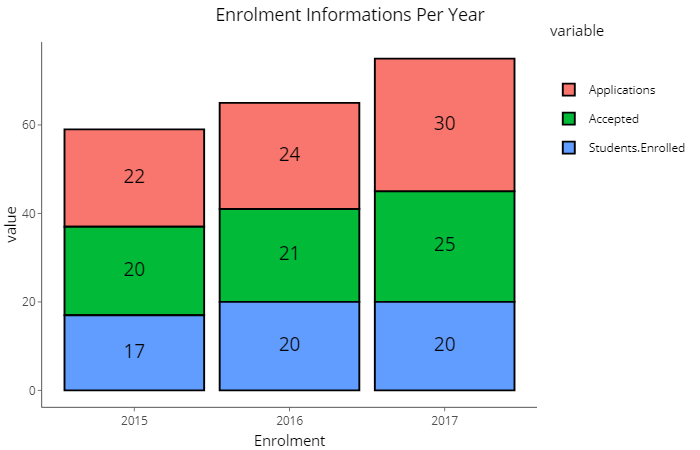 Enrolment Informations Per Year
variable
Applications
Accepted
Students.Enrolled
value
60
40
20
0
22
24
30
20
21
25
17
20
20
2015
2016
2017
Enrolment